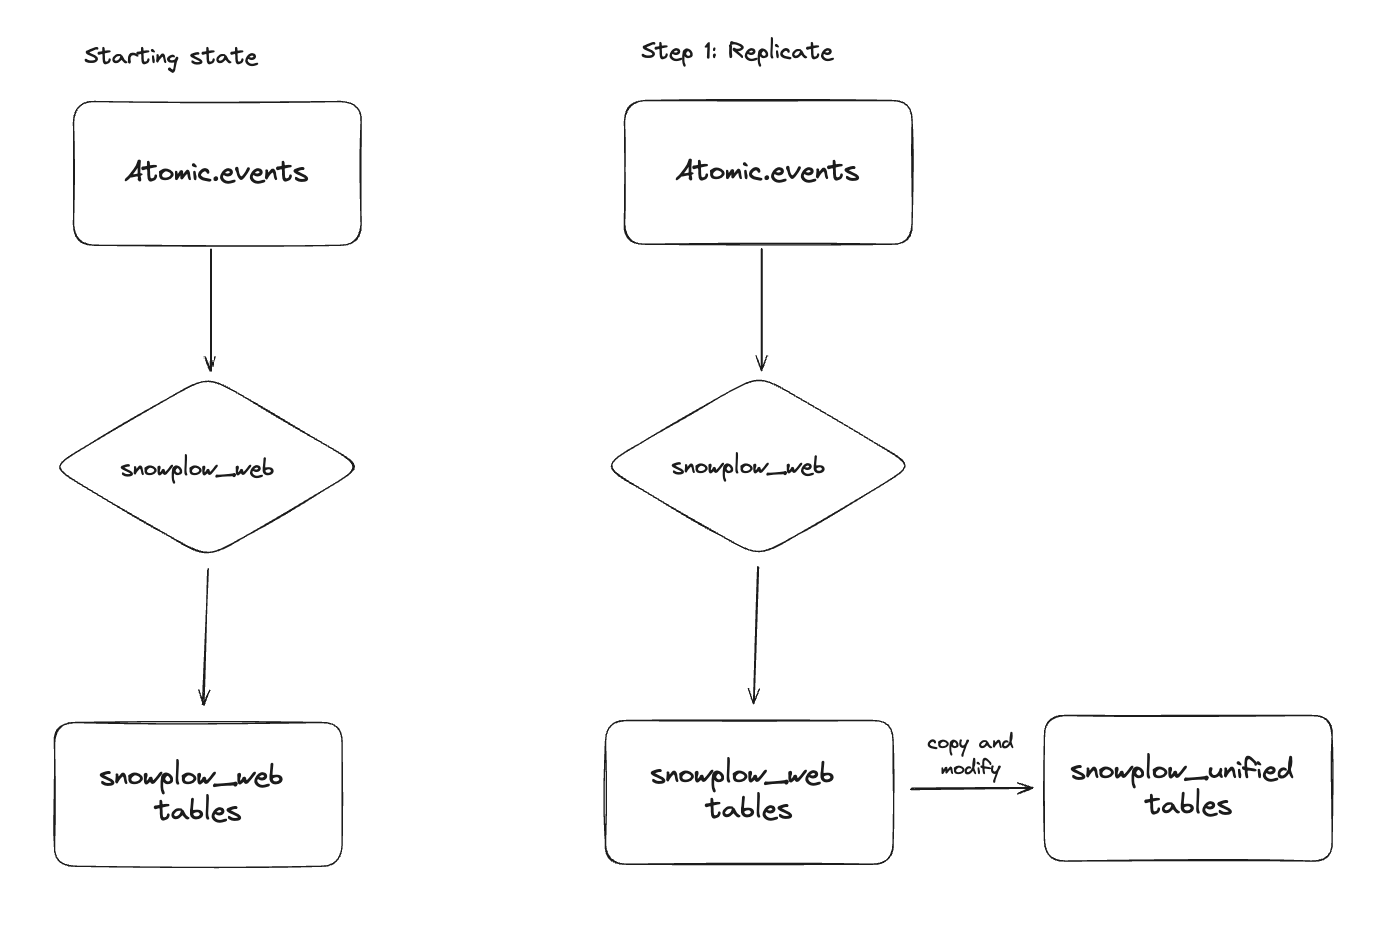 Starting state
Atomic.events
snowplow_web
snowplow_web
tables
Step 1: Replicate
Atomic.events
snowplow_web
snowplow_web
tables
copy and
modify
snowplow_unified
tables